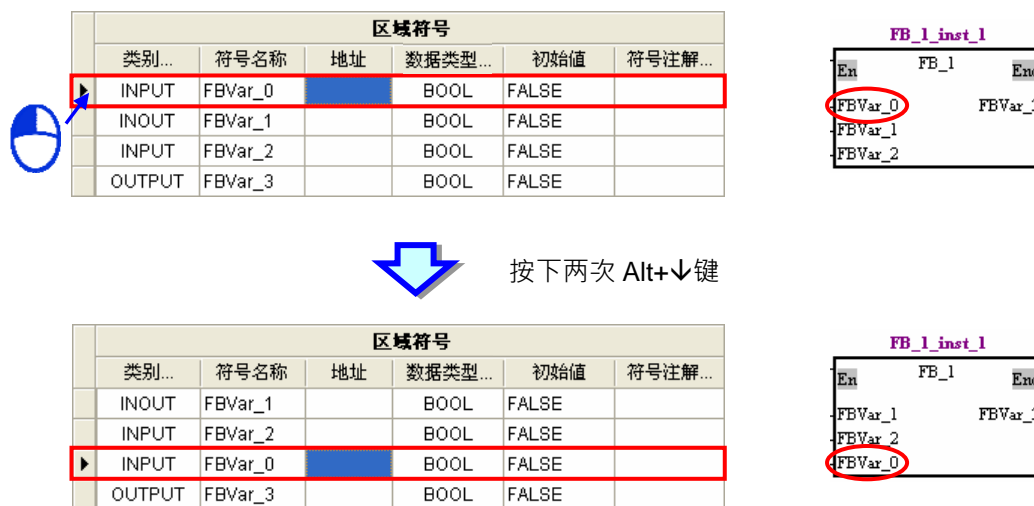 区域符号
类别... 符号名称 地址 数据类型... 初始值 符号注解...
INPUT FBVar_0 BOOL FALSE
INOUT FBVar_1 BOOL FALSE
INPUT FBVar_2 BOOL FALSE
OUTPUT FBVar_3 BOOL FALSE
FB_1_inst_1
En FB_1
FBVar_0
FBVar_1
FBVar_2
按下两次 Alt+↓键
区域符号
类别... 符号名称 地址 数据类型... 初始值 符号注解...
INOUT FBVar_1 BOOL FALSE
INPUT FBVar_2 BOOL FALSE
INPUT FBVar_0 BOOL FALSE
OUTPUT FBVar_3 BOOL FALSE
FB_1_inst_1
En FB_1
FBVar_1
FBVar_2
FBVar_0